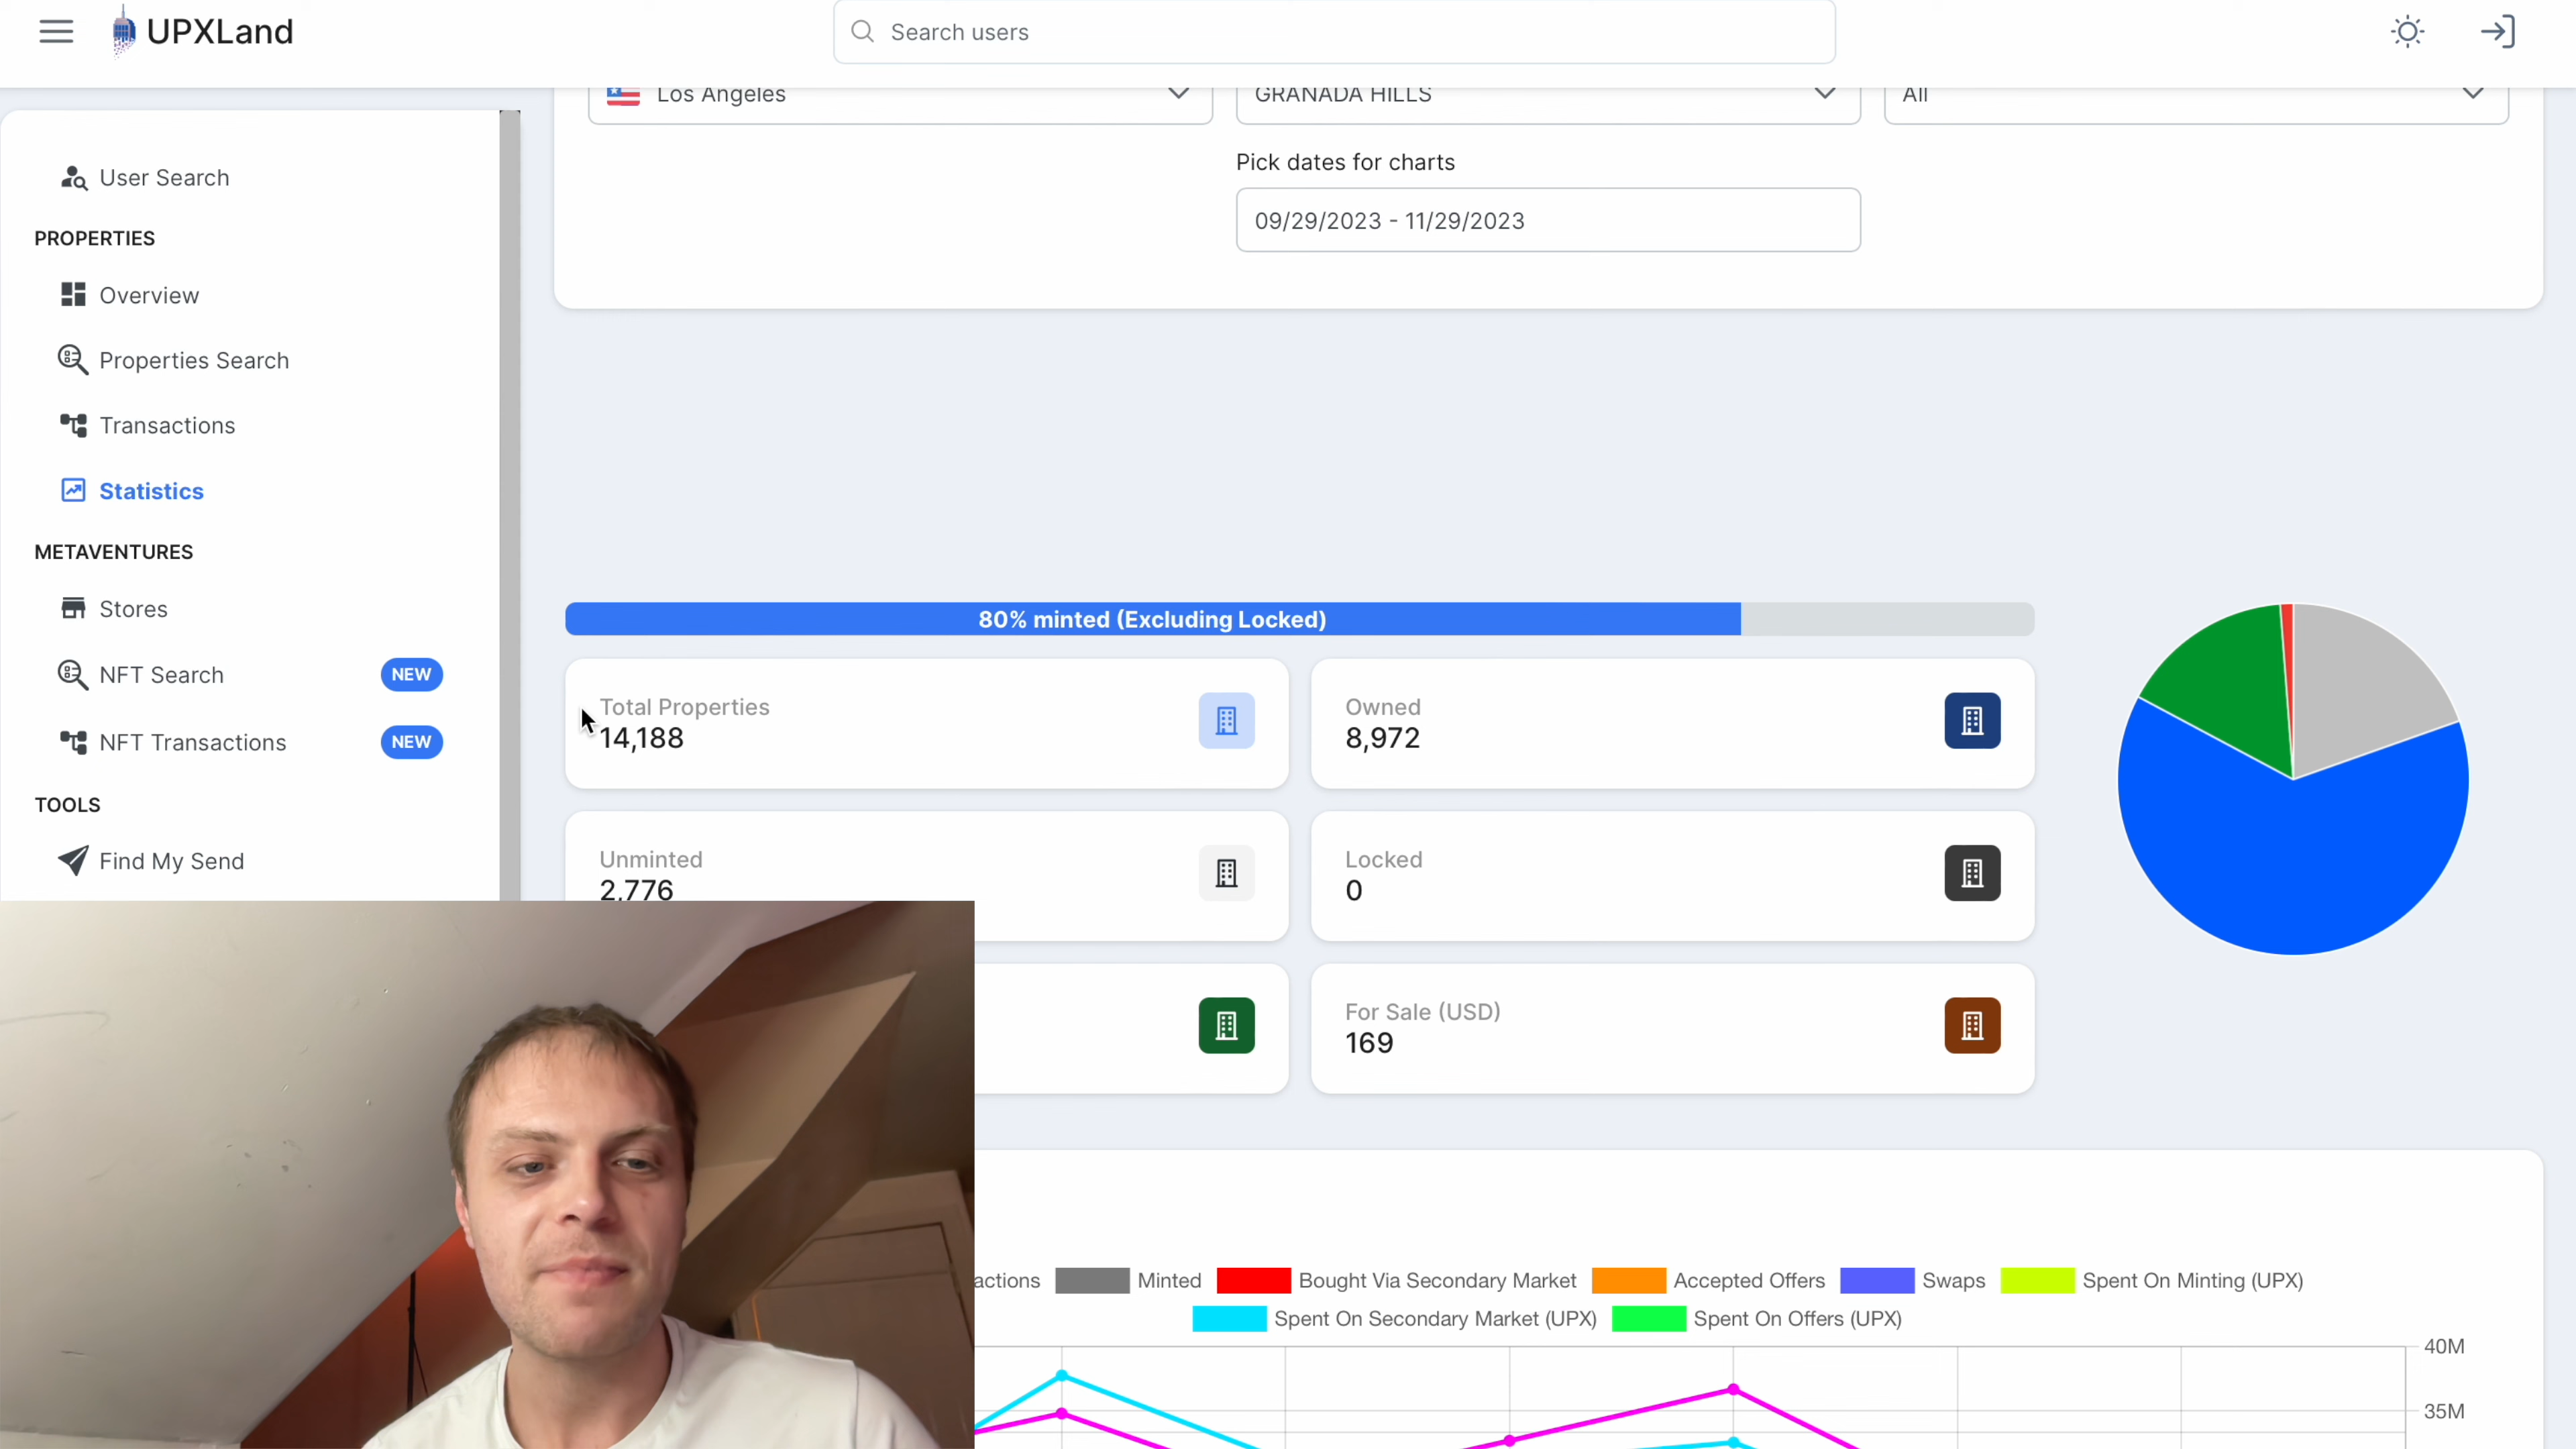 UPXLand
Search users
Los Angeles
GRANADA HILLS
All
Pick dates for charts
09/29/2023 - 11/29/2023
User Search
PROPERTIES
Overview
Properties Search
Transactions
Statistics
METAVENTURES
Stores
NFT Search
NEW
NFT Transactions
NEW
TOOLS
Find My Send
80% minted (Excluding Locked)
Total Properties
14,188
Owned
8,972
Unminted
2,776
Locked
0
For Sale (USD)
169
actions
Minted
Bought Via Secondary Market
Accepted Offers
Swaps
Spent On Minting (UPX)
Spent On Secondary Market (UPX)
Spent On Offers (UPX)
40M
35M